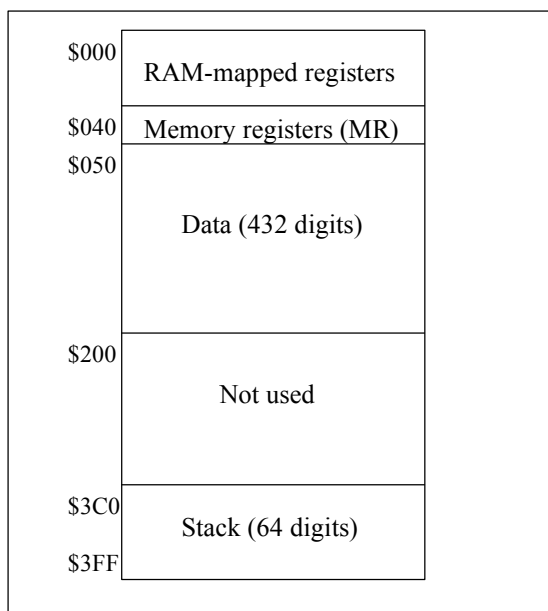 $000
RAM-mapped registers
$040
Memory registers (MR)
$050
Data (432 digits)
$200
Not used
$3C0
Stack (64 digits)
$3FF